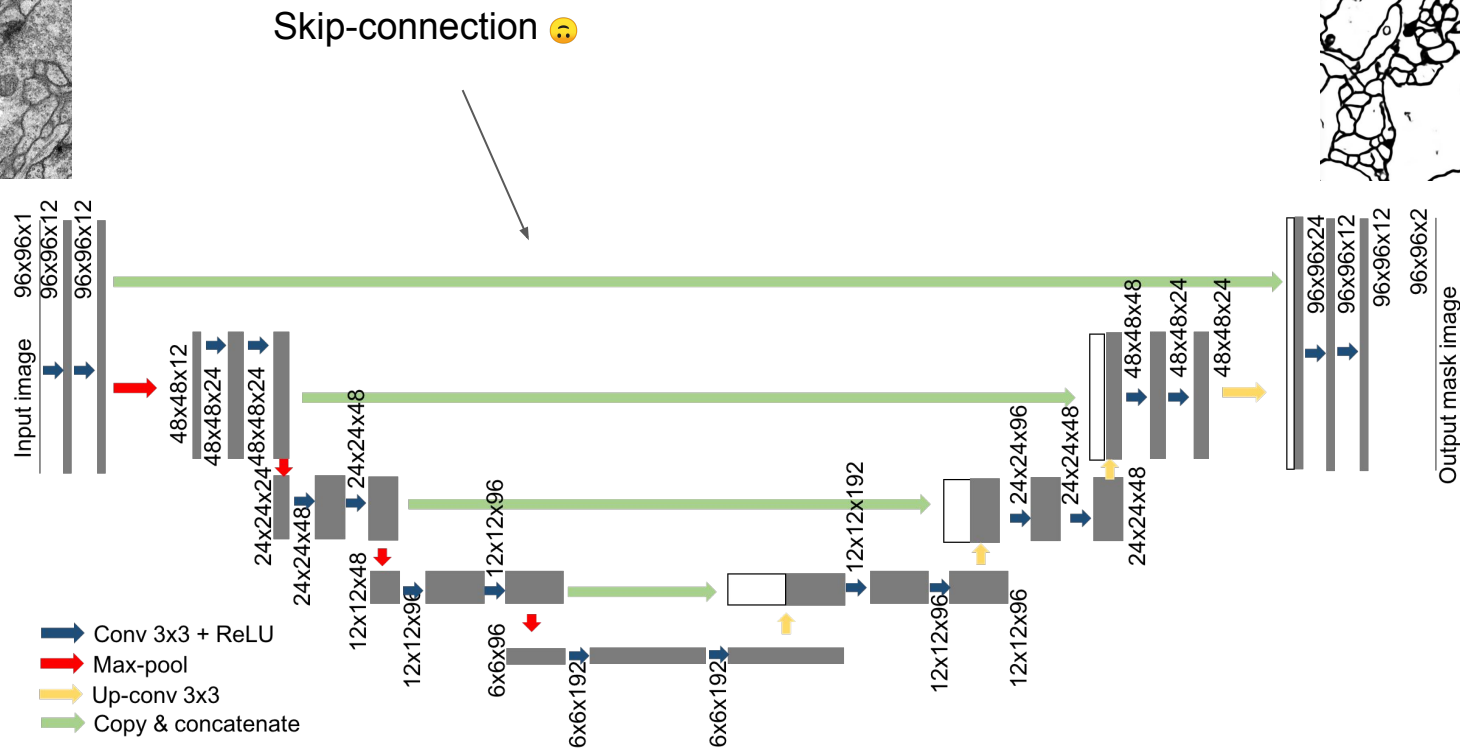 Skip-connection 🙃
Input image
96x96x1
96x96x12
96x96x12
48x48x12
48x48x24
48x48x24
24x24x24
24x24x48
24x24x48
12x12x48
12x12x96
12x12x96
6x6x96
6x6x192
6x6x192
12x12x192
12x12x96
12x12x96
24x24x96
24x24x48
24x24x48
48x48x48
48x48x24
48x48x24
96x96x24
96x96x12
96x96x12
96x96x2
Output mask image
Conv 3x3 + ReLU
Max-pool
Up-conv 3x3
Copy & concatenate